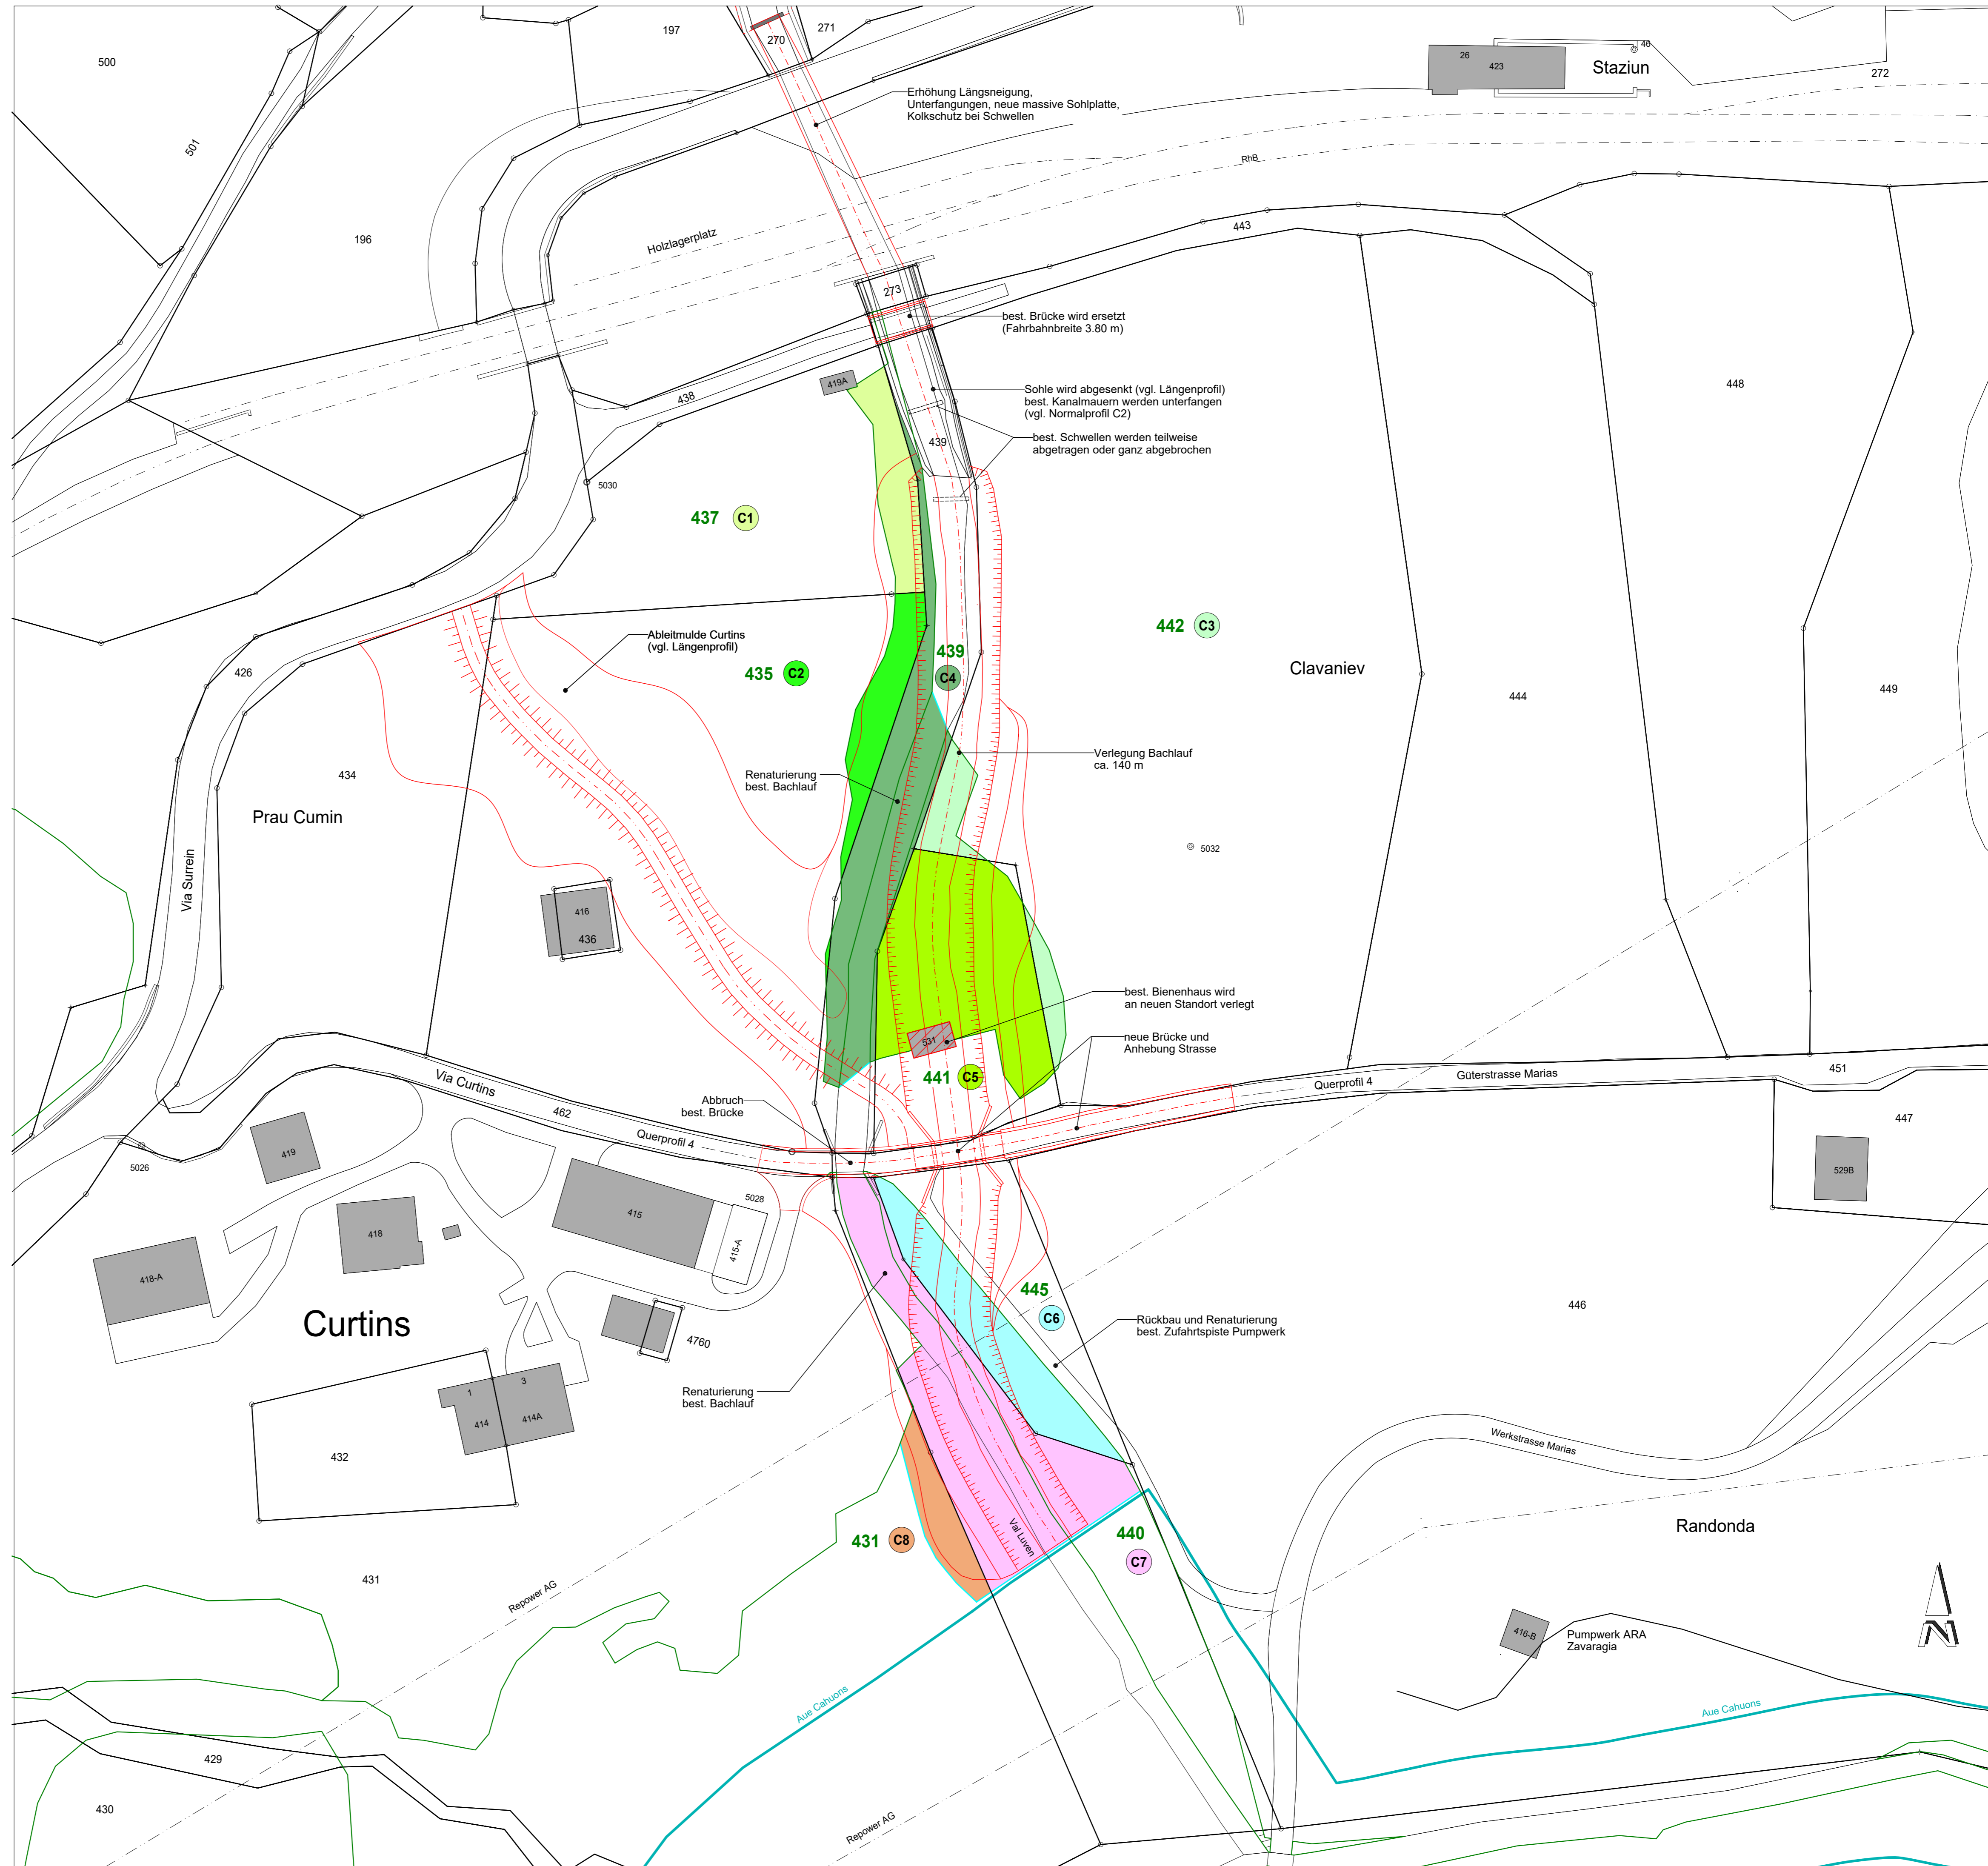 197
271
270
500
501
196
26
423
46
Staziun
272
Erhöhung Längsneigung,
Unterfangungen, neue massive Sohlplatte,
Kolkschutz bei Schwellen
RhB
Holzlagerplatz
443
273
best. Brücke wird ersetzt
(Fahrbahnbreite 3.80 m)
419A
438
Sohle wird abgesenkt (vgl. Längenprofil)
best. Kanalmauern werden unterfangen
(vgl. Normalprofil C2)
448
439
best. Schwellen werden teilweise
abgetragen oder ganz abgebrochen
5030
437
C1
442
C3
Ableitmulde Curtins
(vgl. Längenprofil)
439
C4
435
C2
426
Clavaniev
444
449
434
Verlegung Bachlauf
ca. 140 m
Renaturierung
best. Bachlauf
Prau Cumin
Via Surrein
5032
416
436
best. Bienenhaus wird
an neuen Standort verlegt
531
neue Brücke und
Anhebung Strasse
441
C5
Via Curtins
462
Querprofil 4
Abbruch
best. Brücke
Querprofil 4
Güterstrasse Marias
451
447
5026
419
529B
418
415
5028
415-A
418-A
445
C6
446
Curtins
4760
Rückbau und Renaturierung
best. Zufahrtspiste Pumpwerk
Renaturierung
best. Bachlauf
1
3
414
414A
432
Werkstrasse Marias
431
C8
Val Luven
440
C7
Randonda
431
Repower AG
416-B
Pumpwerk ARA
Zavaragia
N
Aue Cahuons
Aue Cahuons
429
430
Repower AG